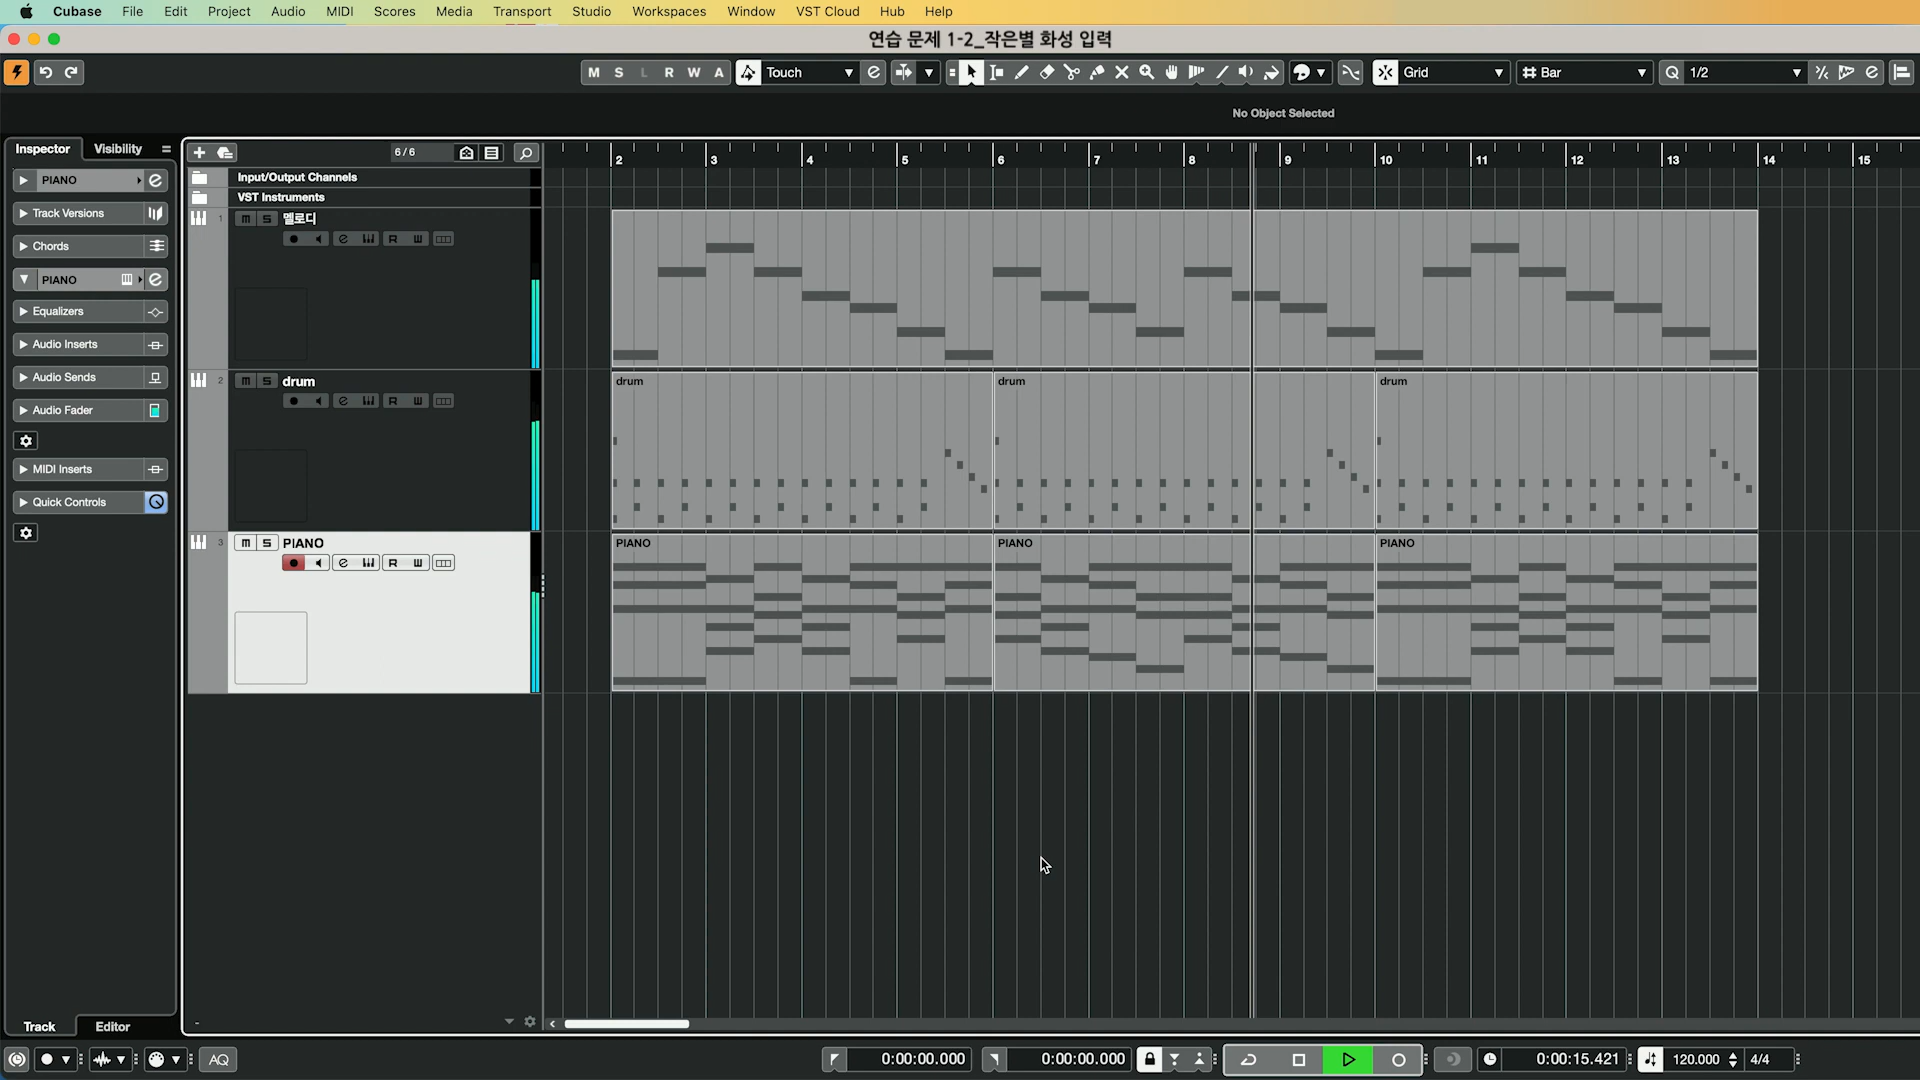 Cubase File Edit Project Audio MIDI Scores Media Transport Studio Workspaces Window VST Cloud Hub Help
연습 문제 1-2_작은별 화성 입력
M S L R W A Touch Grid Bar Q 1/2
No Object Selected
Inspector Visibility
6/6
2 3 4 5 6 7 8 9 10 11 12 13 14 15
PIANO
Track Versions
Chords
PIANO
Equalizers
Audio Inserts
Audio Sends
Audio Fader
MIDI Inserts
Quick Controls
Input/Output Channels
VST Instruments
1 m S 멜로디
R
2 m S drum
R
drum drum drum
3 m S PIANO
R
PIANO PIANO PIANO
Track Editor
AQ 0:00:00.000 0:00:00.000 0:00:15.421 120.000 4/4